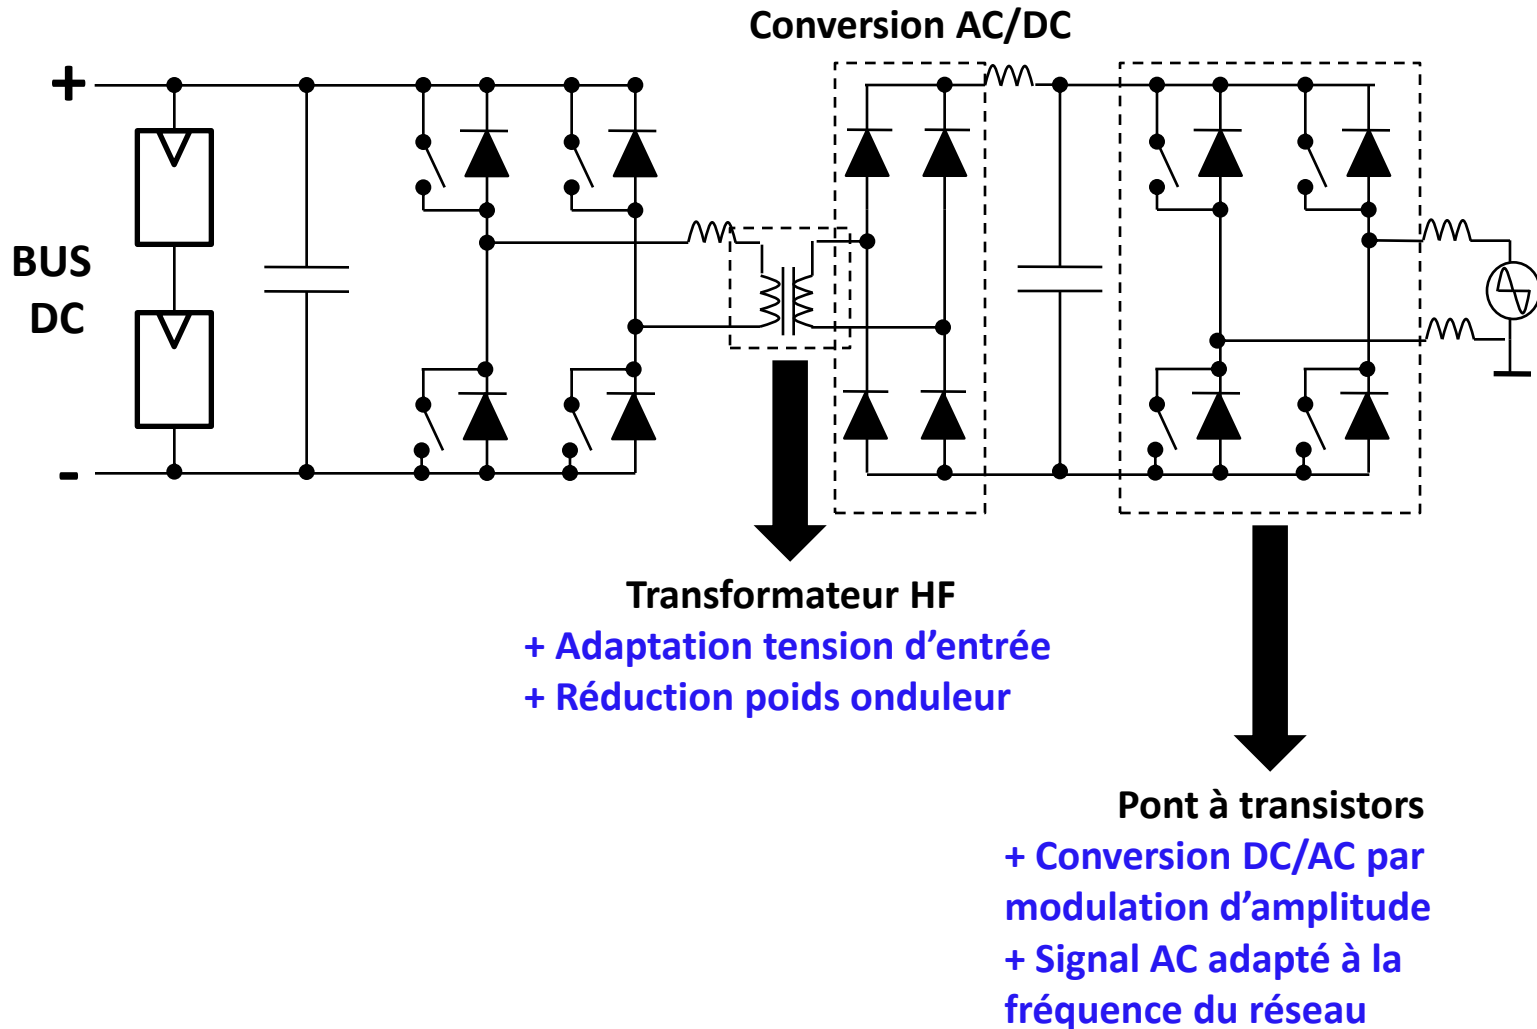 Conversion AC/DC
+
BUS
DC
-
Transformateur HF
+ Adaptation tension d’entrée
+ Réduction poids onduleur
Pont à transistors
+ Conversion DC/AC par
modulation d’amplitude
+ Signal AC adapté à la
fréquence du réseau